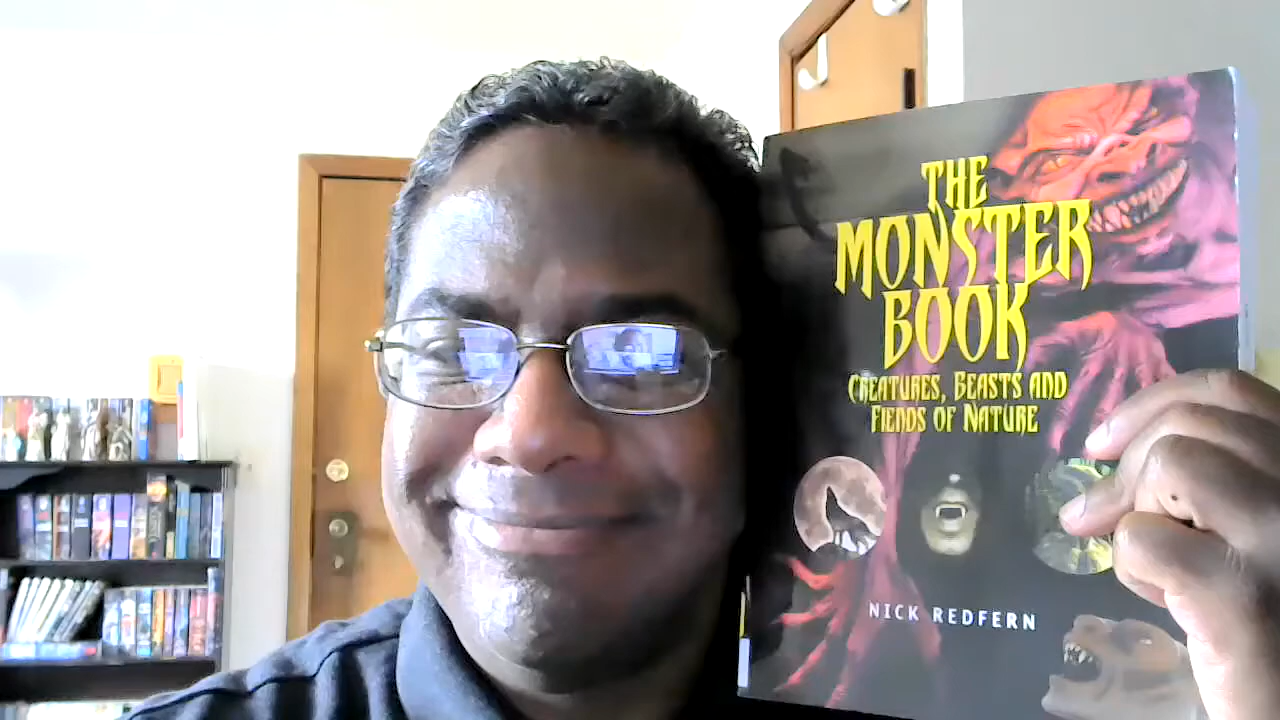 THE
MONSTER
BOOK
CREATURES, BEASTS AND
FIENDS OF NATURE
NICK REDFERN